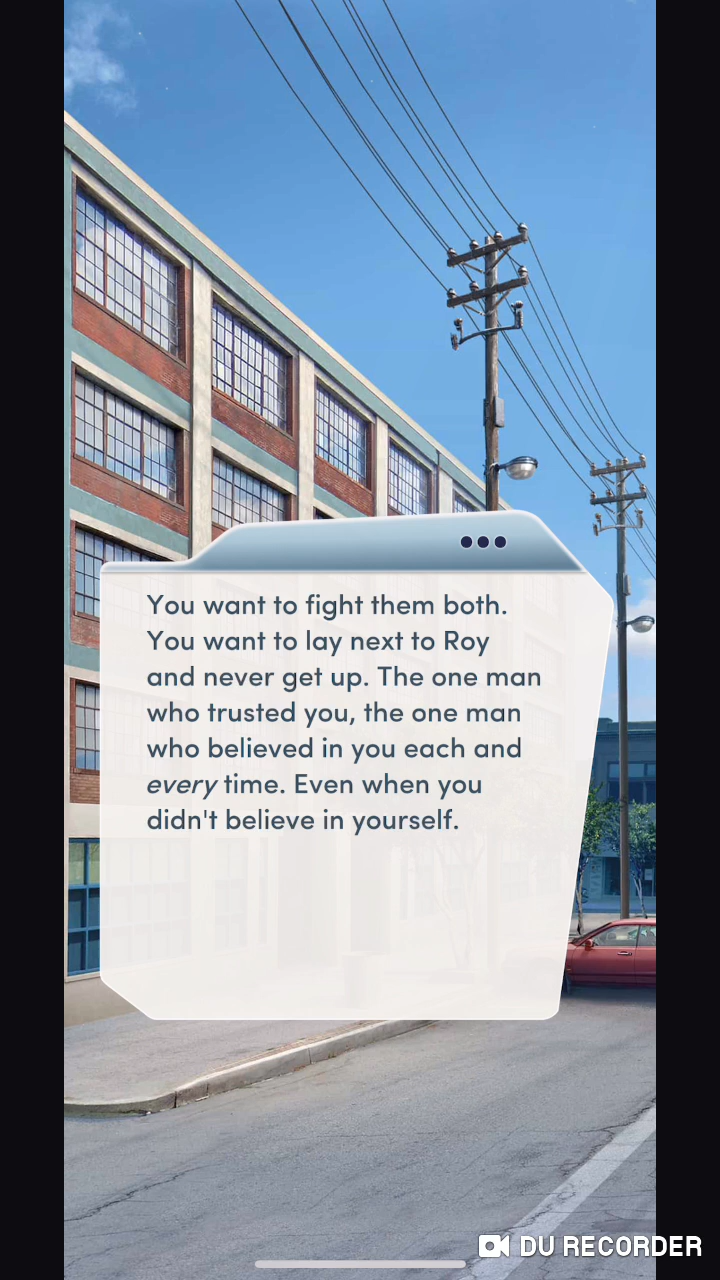 You want to fight them both.
You want to lay next to Roy
and never get up. The one man
who trusted you, the one man
who believed in you each and
every time. Even when you
didn't believe in yourself.
DU RECORDER